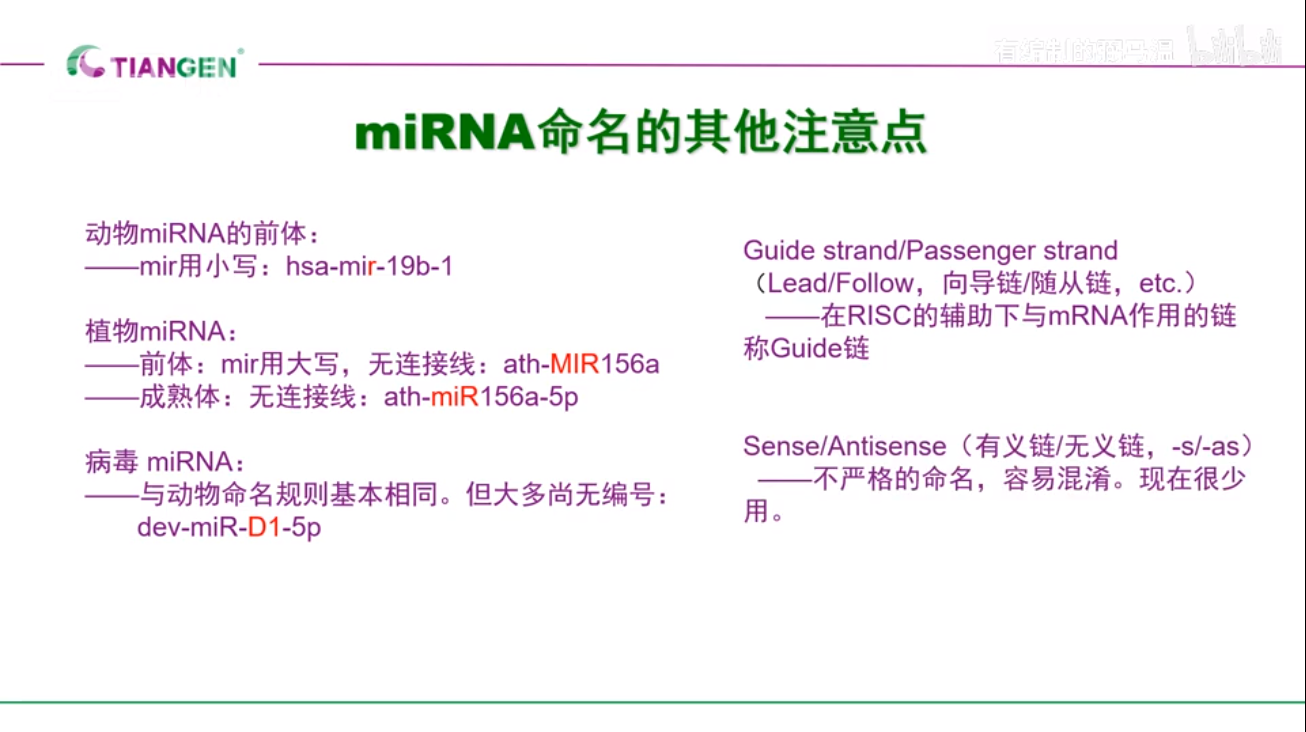 TIANGEN
miRNA命名的其他注意点
动物miRNA的前体：
——mir用小写：hsa-mir-19b-1
植物miRNA：
——前体：mir用大写，无连接线：ath-MIR156a
——成熟体：无连接线：ath-miR156a-5p
病毒 miRNA：
——与动物命名规则基本相同。但大多尚无编号：
dev-miR-D1-5p
Guide strand/Passenger strand
（Lead/Follow，向导链/随从链，etc.）
——在RISC的辅助下与mRNA作用的链
称Guide链
Sense/Antisense（有义链/无义链，-s/-as）
——不严格的命名，容易混淆。现在很少
用。